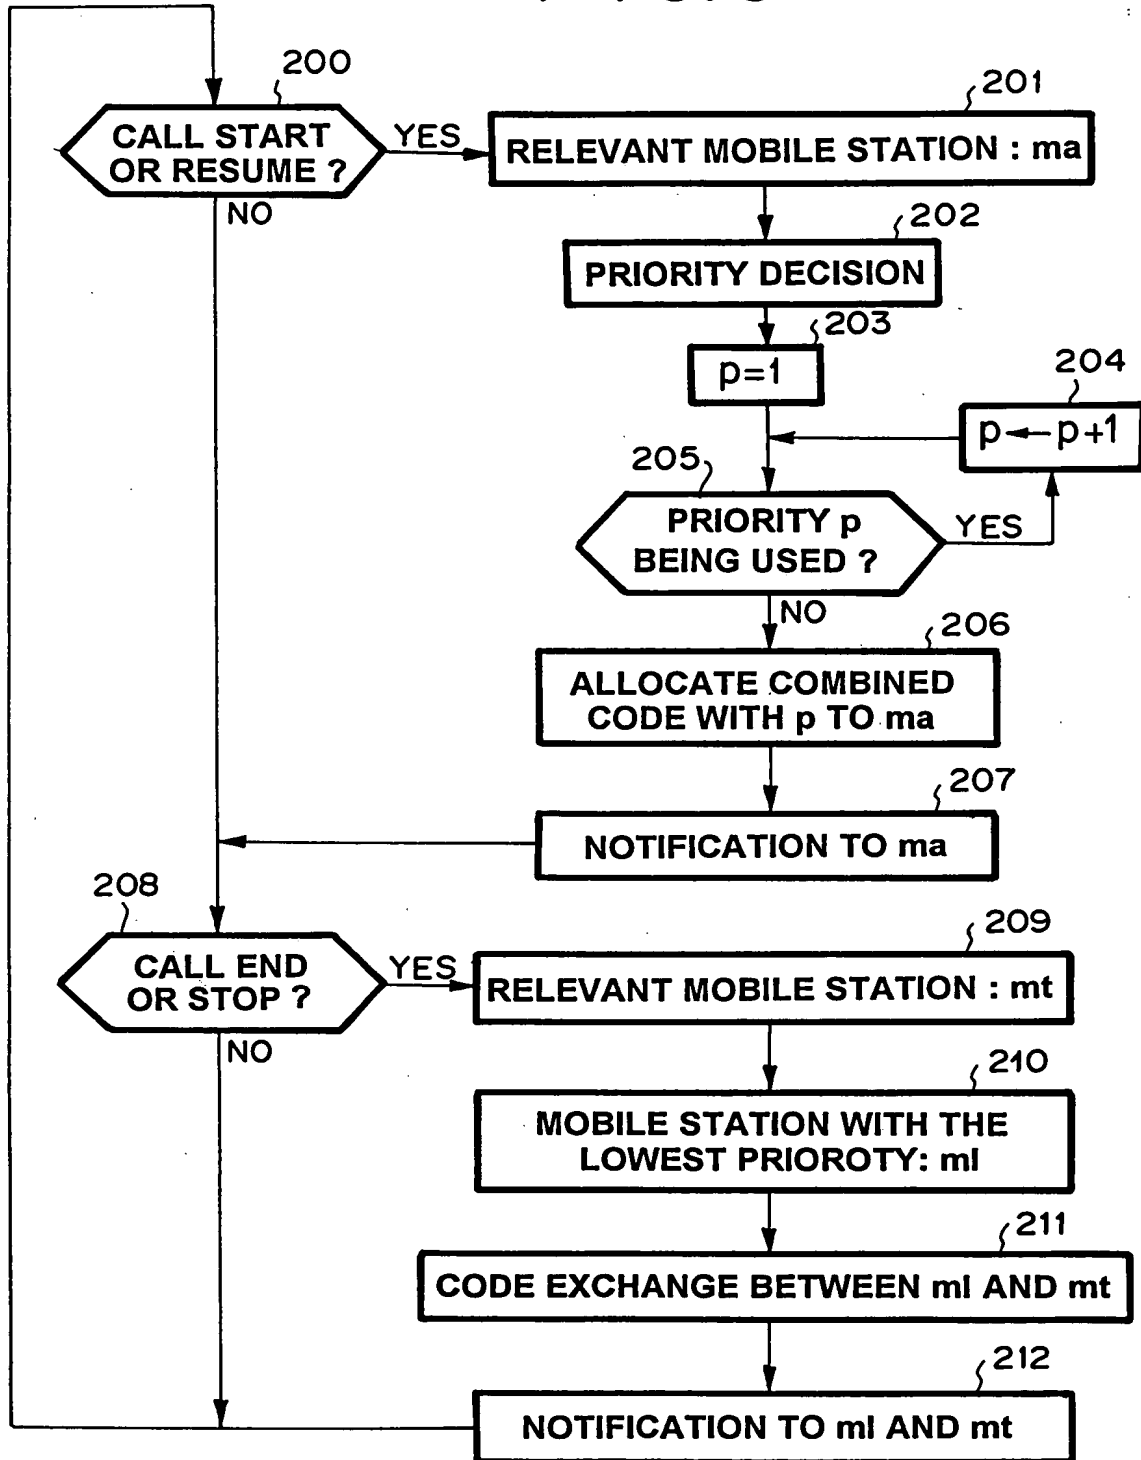 200
CALL START
OR RESUME ?
YES
NO
201
RELEVANT MOBILE STATION : ma
202
PRIORITY DECISION
203
p=1
204
p ← p+1
205
PRIORITY p
BEING USED ?
YES
NO
206
ALLOCATE COMBINED
CODE WITH p TO ma
207
NOTIFICATION TO ma
208
CALL END
OR STOP ?
YES
NO
209
RELEVANT MOBILE STATION : mt
210
MOBILE STATION WITH THE
LOWEST PRIOROTY: ml
211
CODE EXCHANGE BETWEEN ml AND mt
212
NOTIFICATION TO ml AND mt